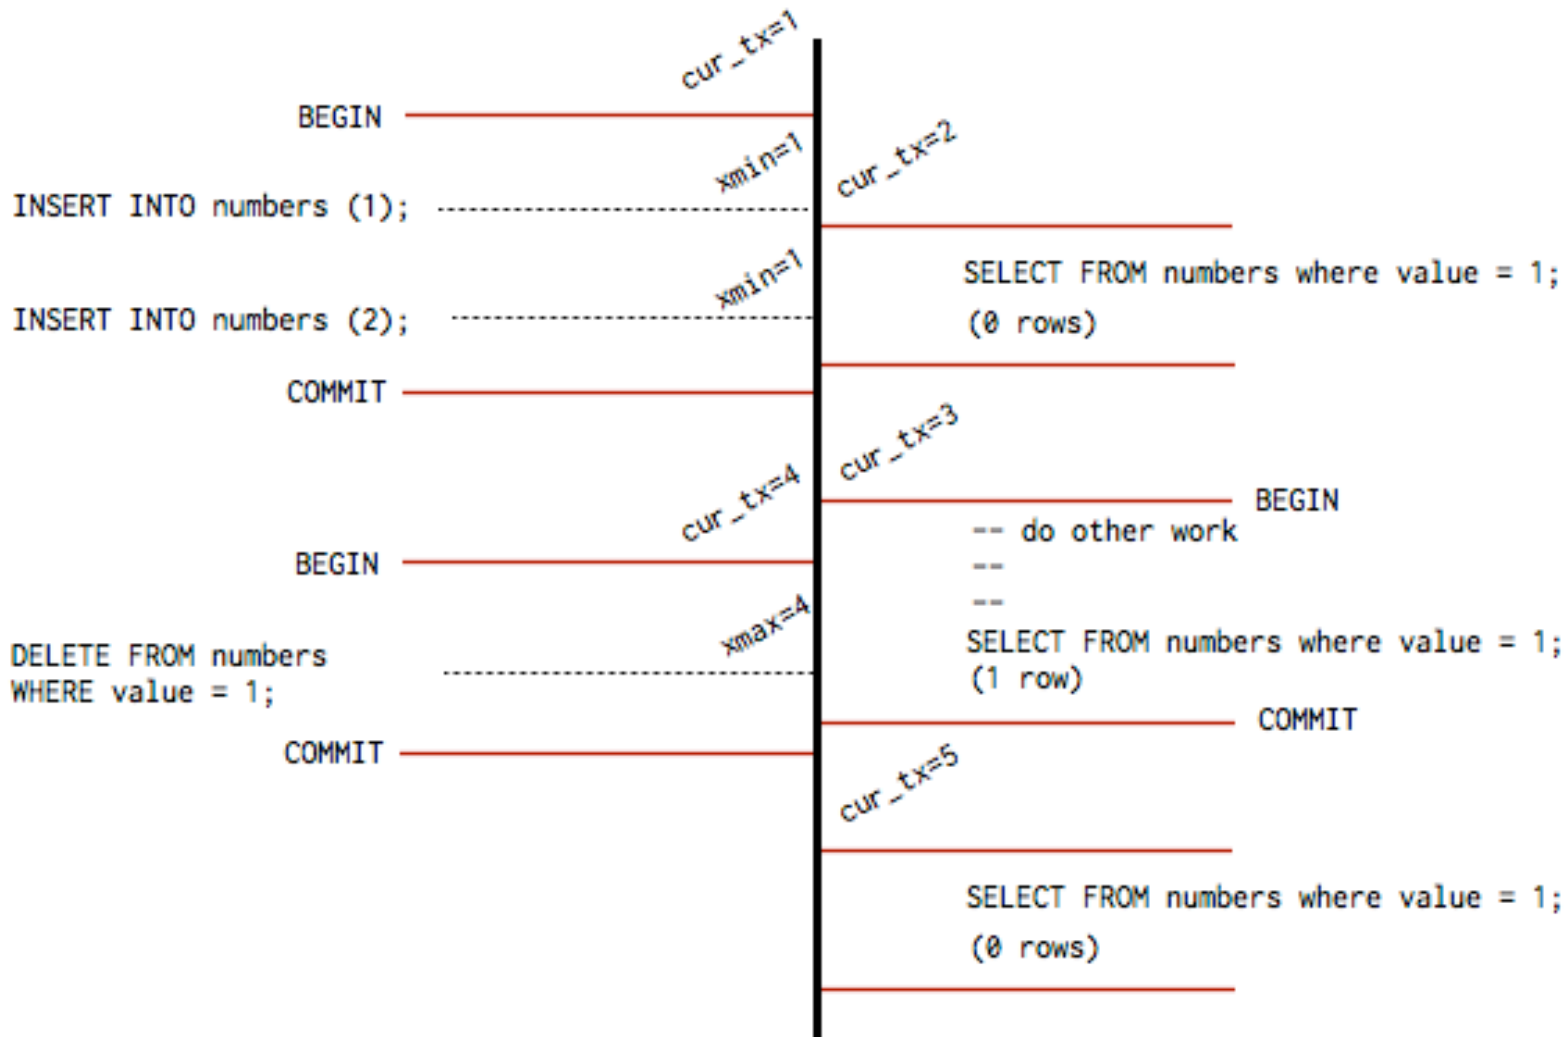 cur_tx=1
BEGIN
xmin=1
cur_tx=2
INSERT INTO numbers (1);
xmin=1
SELECT FROM numbers where value = 1;
INSERT INTO numbers (2);
(0 rows)
COMMIT
cur_tx=3
cur_tx=4
BEGIN
-- do other work
BEGIN
--
--
xmax=4
SELECT FROM numbers where value = 1;
DELETE FROM numbers
(1 row)
WHERE value = 1;
COMMIT
COMMIT
cur_tx=5
SELECT FROM numbers where value = 1;
(0 rows)